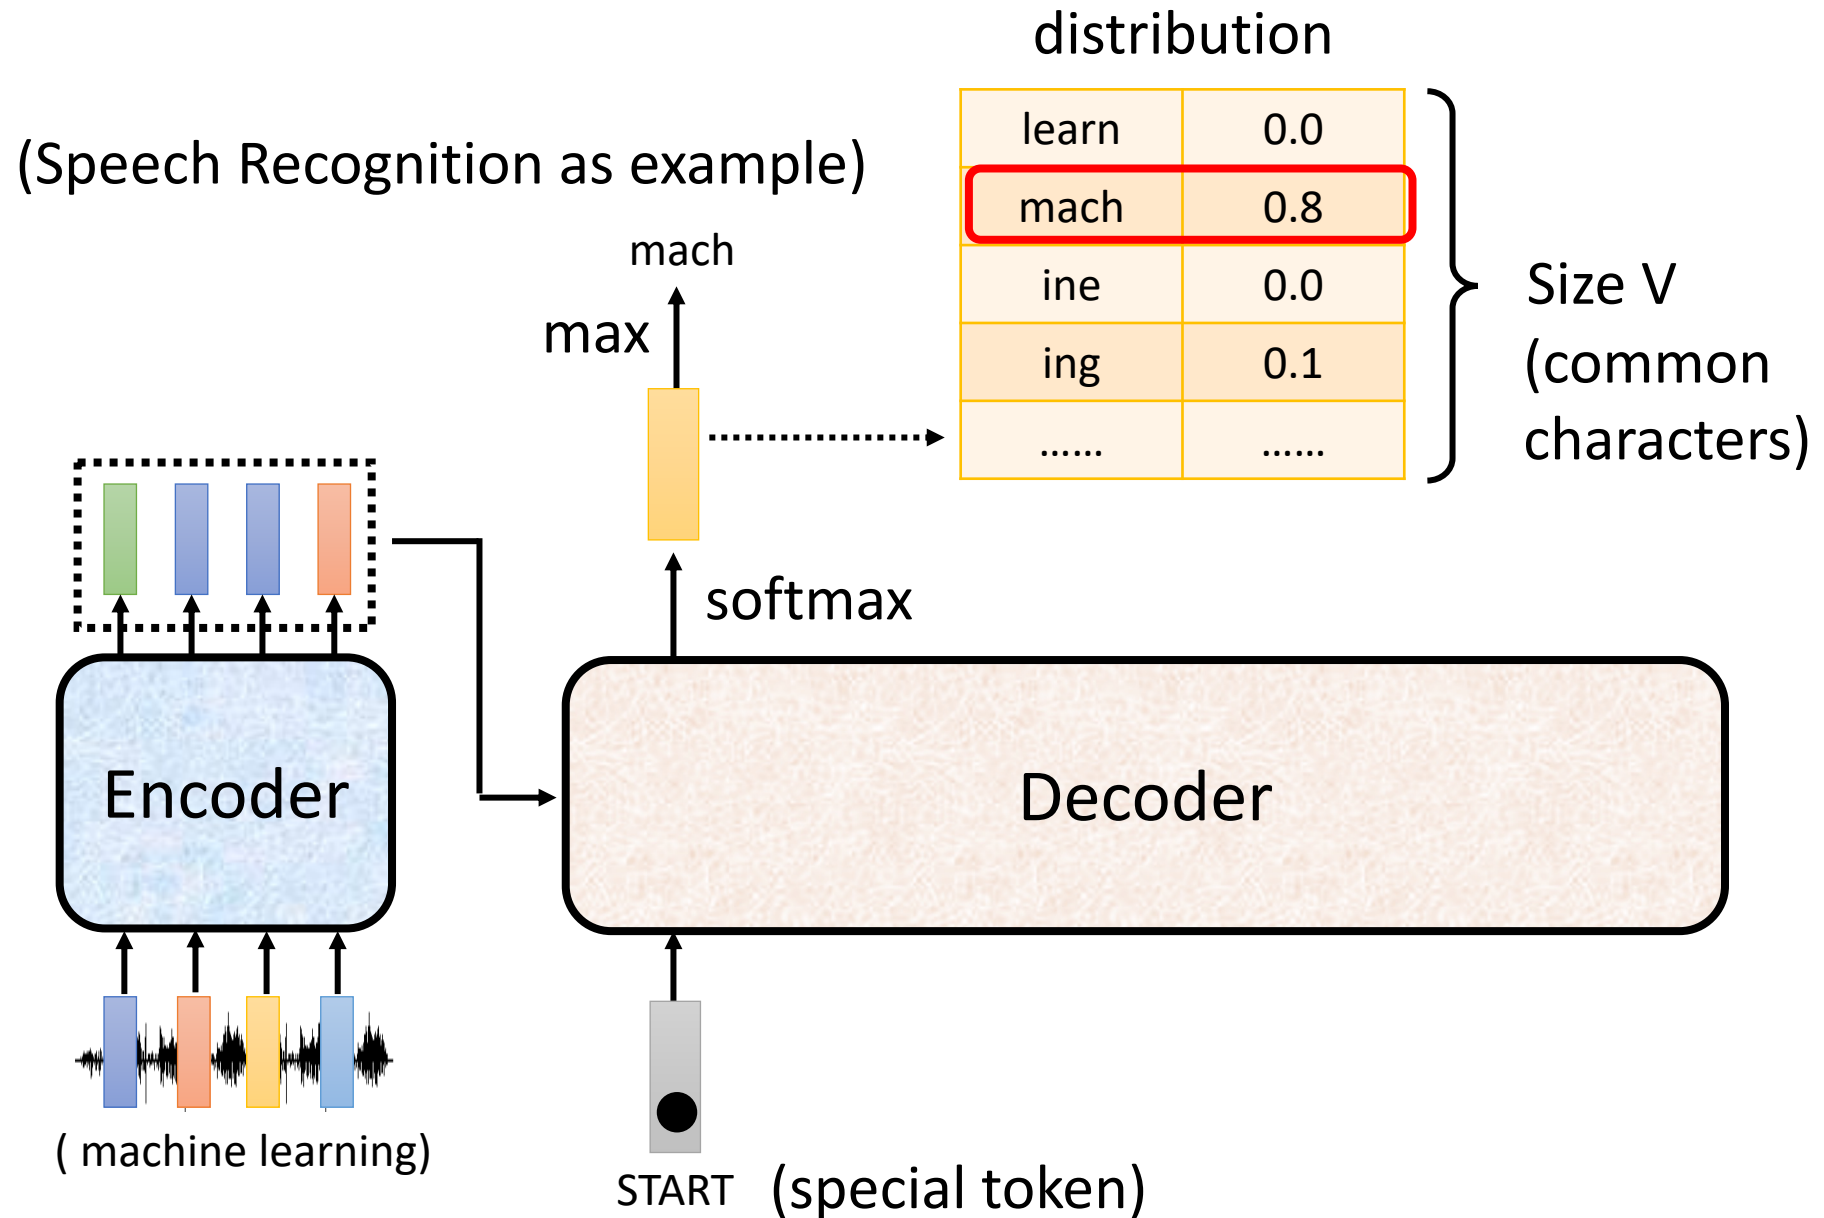 distribution
(Speech Recognition as example)
learn 0.0
mach 0.8
ine 0.0
ing 0.1
...... ......
Size V
(common
characters)
mach
max
softmax
Encoder
Decoder
( machine learning)
START (special token)